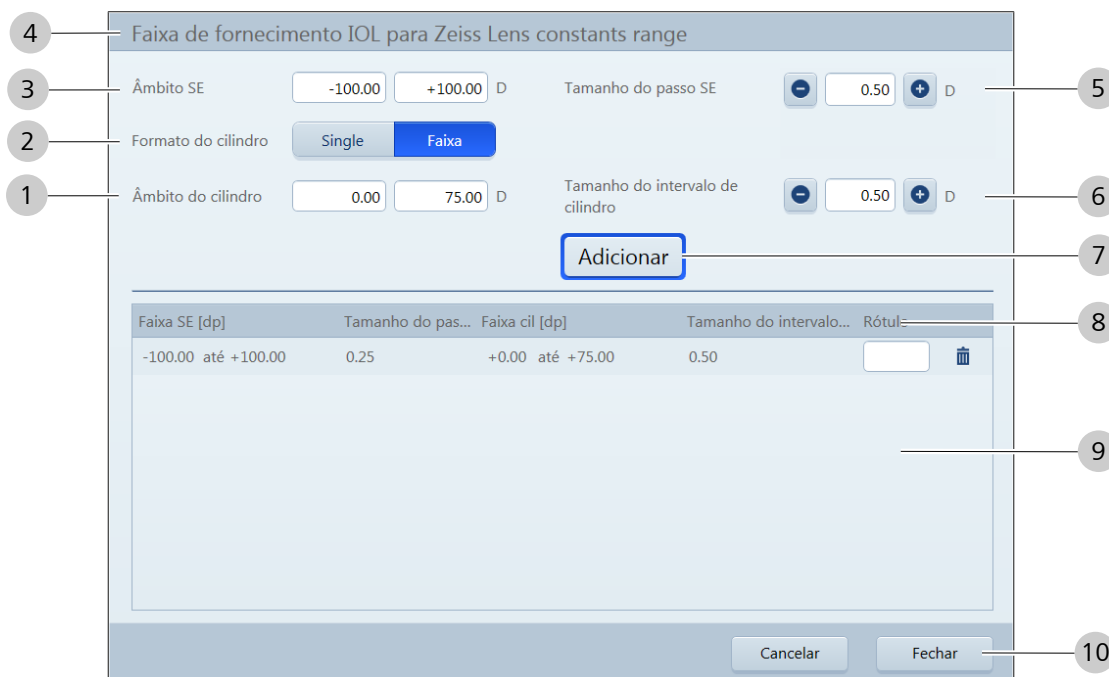 4 Faixa de fornecimento IOL para Zeiss Lens constants range
3 Âmbito SE -100.00 +100.00 D Tamanho do passo SE 0.50 D 5
2 Formato do cilindro Single Faixa
1 Âmbito do cilindro 0.00 75.00 D Tamanho do intervalo de cilindro 0.50 D 6
Adicionar 7
Faixa SE [dp] Tamanho do pas... Faixa cil [dp] Tamanho do intervalo... Rótulo 8
-100.00 até +100.00 0.25 +0.00 até +75.00 0.50
9
Cancelar Fechar 10